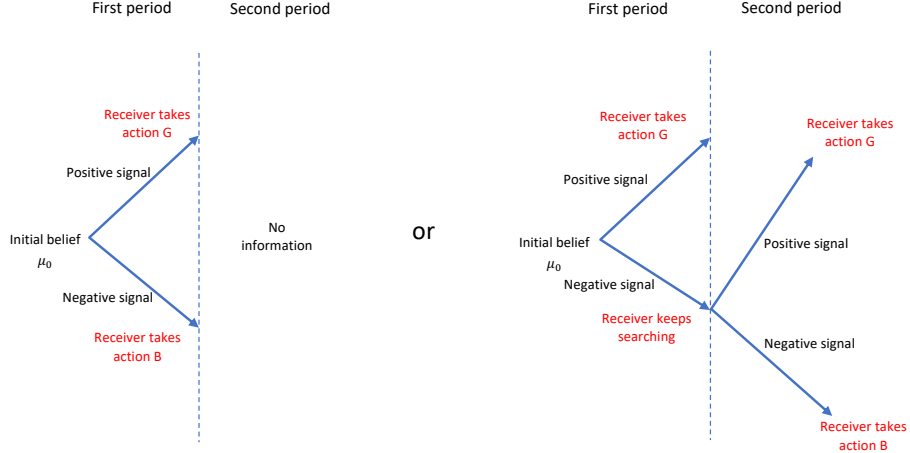 First period
Second period
Receiver takes
action G
Positive signal
Initial belief
μ₀
Negative signal
Receiver takes
action B
No
information
or
First period
Second period
Receiver takes
action G
Positive signal
Initial belief
μ₀
Negative signal
Receiver keeps
searching
Receiver takes
action G
Positive signal
Negative signal
Receiver takes
action B